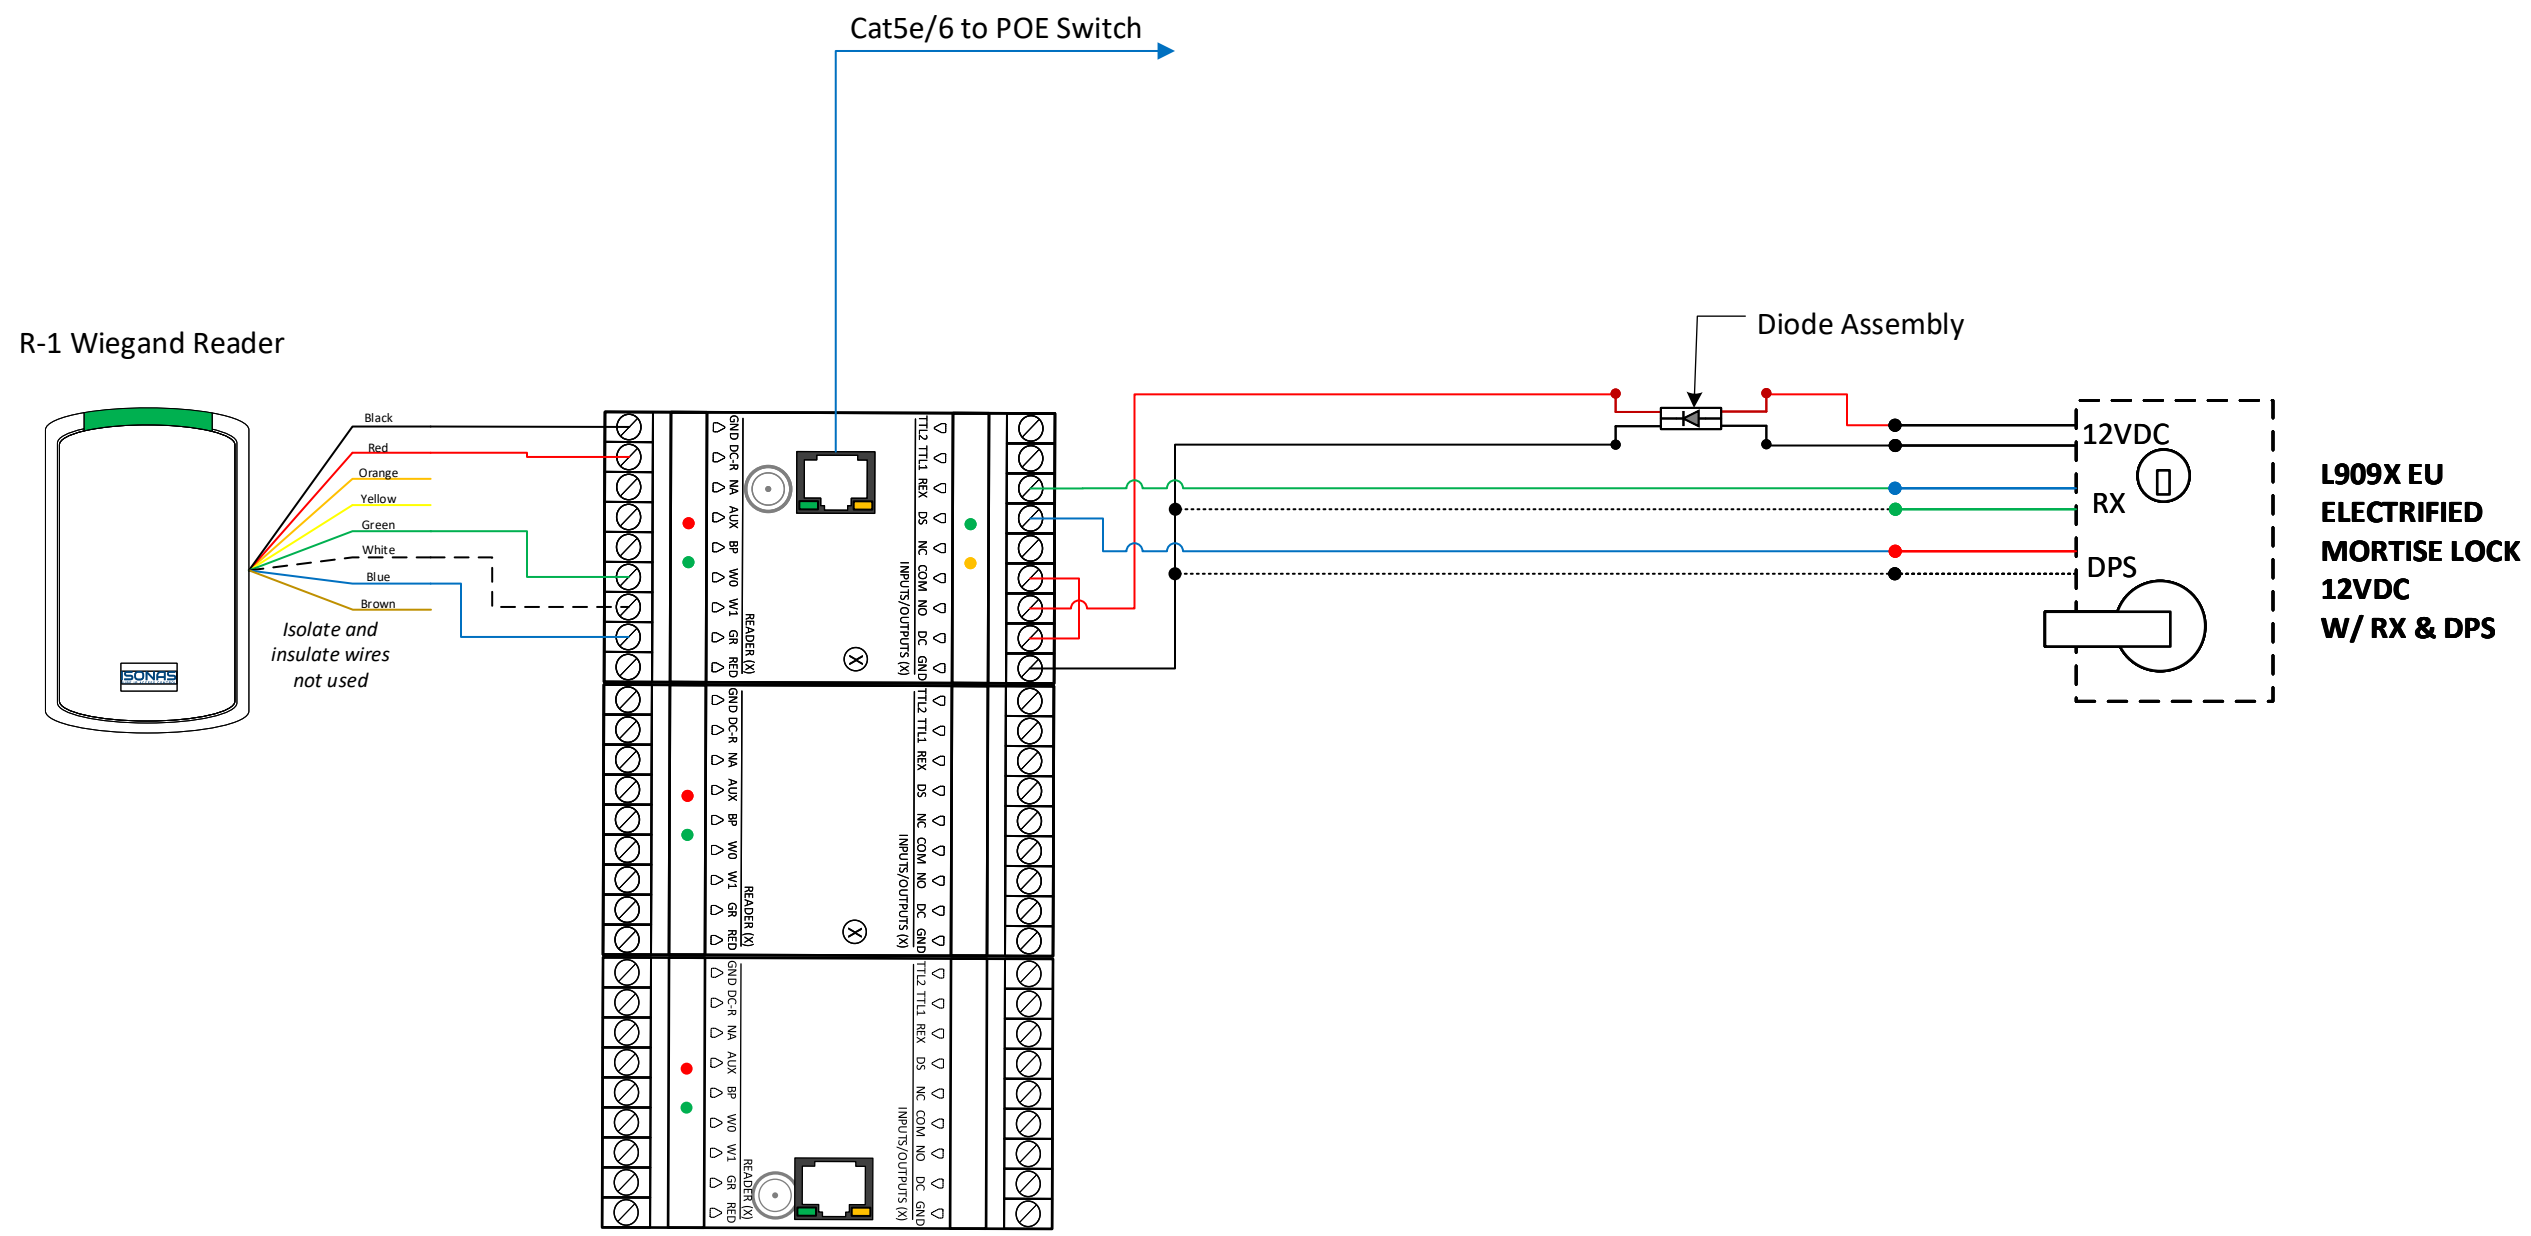 Cat5e/6 to POE Switch
R-1 Wiegand Reader
Black
Red
Orange
Yellow
Green
White
Blue
Brown
Isolate and
insulate wires
not used
ISONAS
GND DC-R NA AUX BP W0 W1 GR RED
READER (X)
TTL2 TTL1 REX DS NC COM NO DC GND
INPUTS/OUTPUTS (X)
X
GND DC-R NA AUX BP W0 W1 GR RED
READER (X)
TTL2 TTL1 REX DS NC COM NO DC GND
INPUTS/OUTPUTS (X)
X
GND DC-R NA AUX BP W0 W1 GR RED
READER (X)
TTL2 TTL1 REX DS NC COM NO DC GND
INPUTS/OUTPUTS (X)
Diode Assembly
12VDC
RX
DPS
L909X EU
ELECTRIFIED
MORTISE LOCK
12VDC
W/ RX & DPS